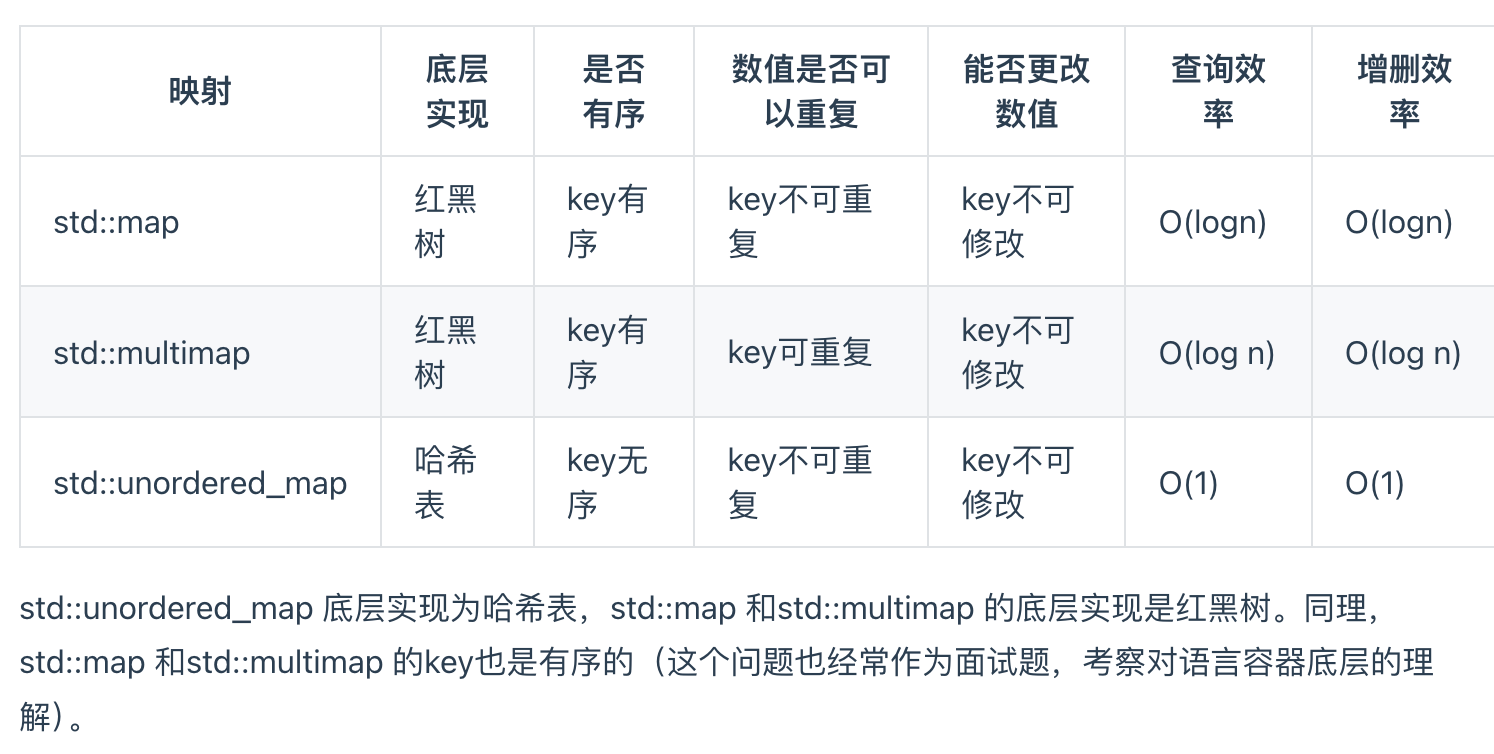 映射 底层实现 是否有序 数值是否可以重复 能否更改数值 查询效率 增删效率
std::map 红黑树 key有序 key不可重复 key不可修改 O(logn) O(logn)
std::multimap 红黑树 key有序 key可重复 key不可修改 O(log n) O(log n)
std::unordered_map 哈希表 key无序 key不可重复 key不可修改 O(1) O(1)
std::unordered_map 底层实现为哈希表，std::map 和std::multimap 的底层实现是红黑树。同理，
std::map 和std::multimap 的key也是有序的（这个问题也经常作为面试题，考察对语言容器底层的理
解）。